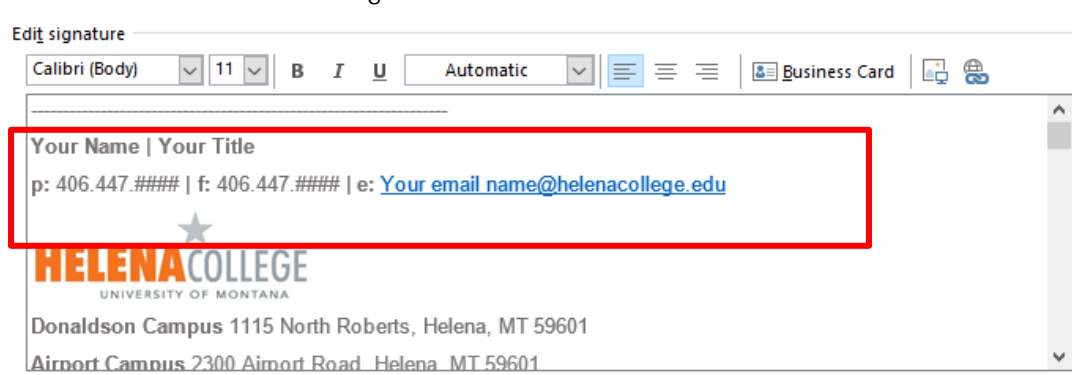 Edit signature
Calibri (Body) 11 B I U Automatic Business Card
Your Name | Your Title
p: 406.447.#### | f: 406.447.#### | e: Your email name@helenacollege.edu
HELENACOLLEGE
UNIVERSITY OF MONTANA
Donaldson Campus 1115 North Roberts, Helena, MT 59601
Airport Campus 2300 Airport Road Helena MT 59601